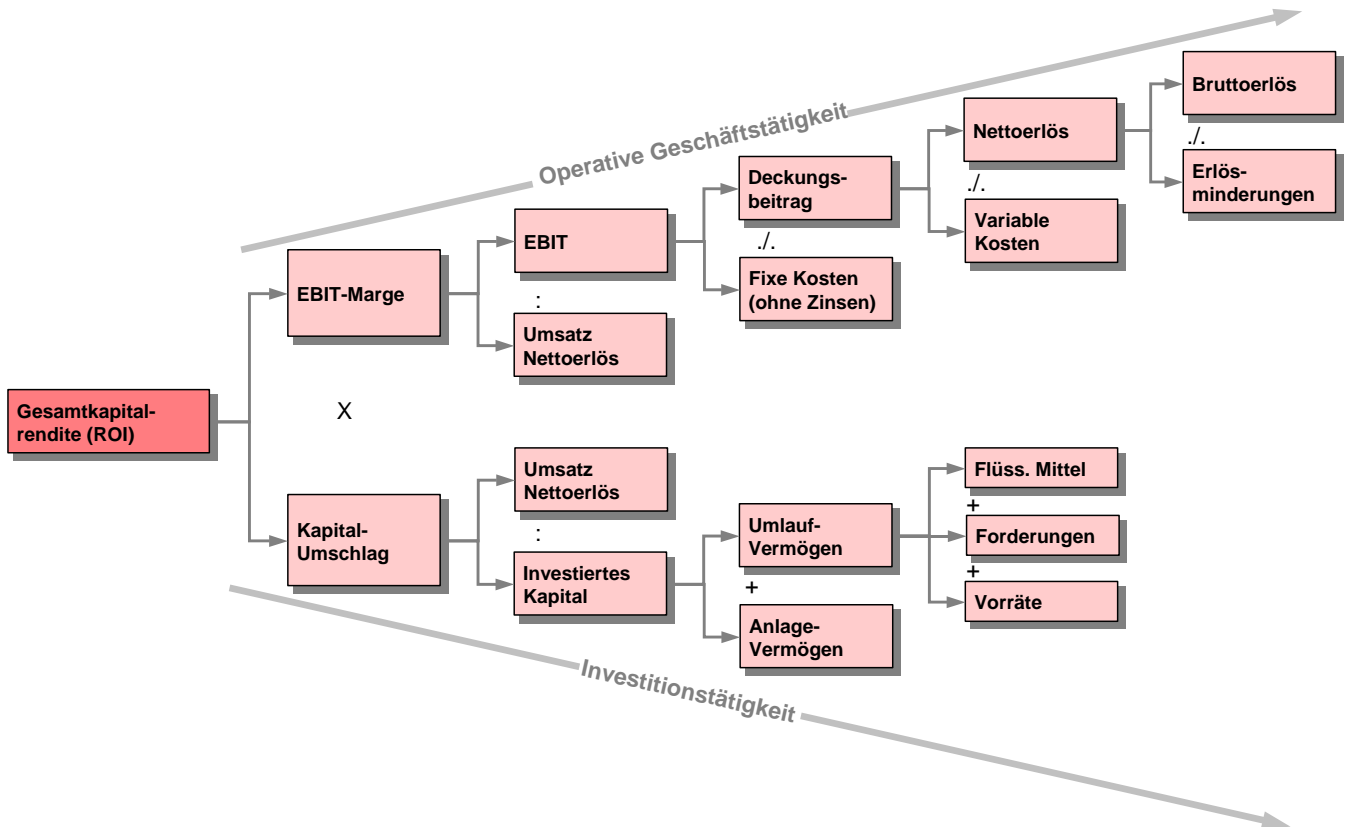 Operative Geschäftstätigkeit
Bruttoerlös
./.
Erlös-
minderungen
Nettoerlös
./.
Variable
Kosten
Deckungs-
beitrag
./.
Fixe Kosten
(ohne Zinsen)
EBIT
:
Umsatz
Nettoerlös
EBIT-Marge
X
Gesamtkapital-
rendite (ROI)
Kapital-
Umschlag
Umsatz
Nettoerlös
:
Investiertes
Kapital
Umlauf-
Vermögen
+
Anlage-
Vermögen
Flüss. Mittel
+
Forderungen
+
Vorräte
Investitionstätigkeit